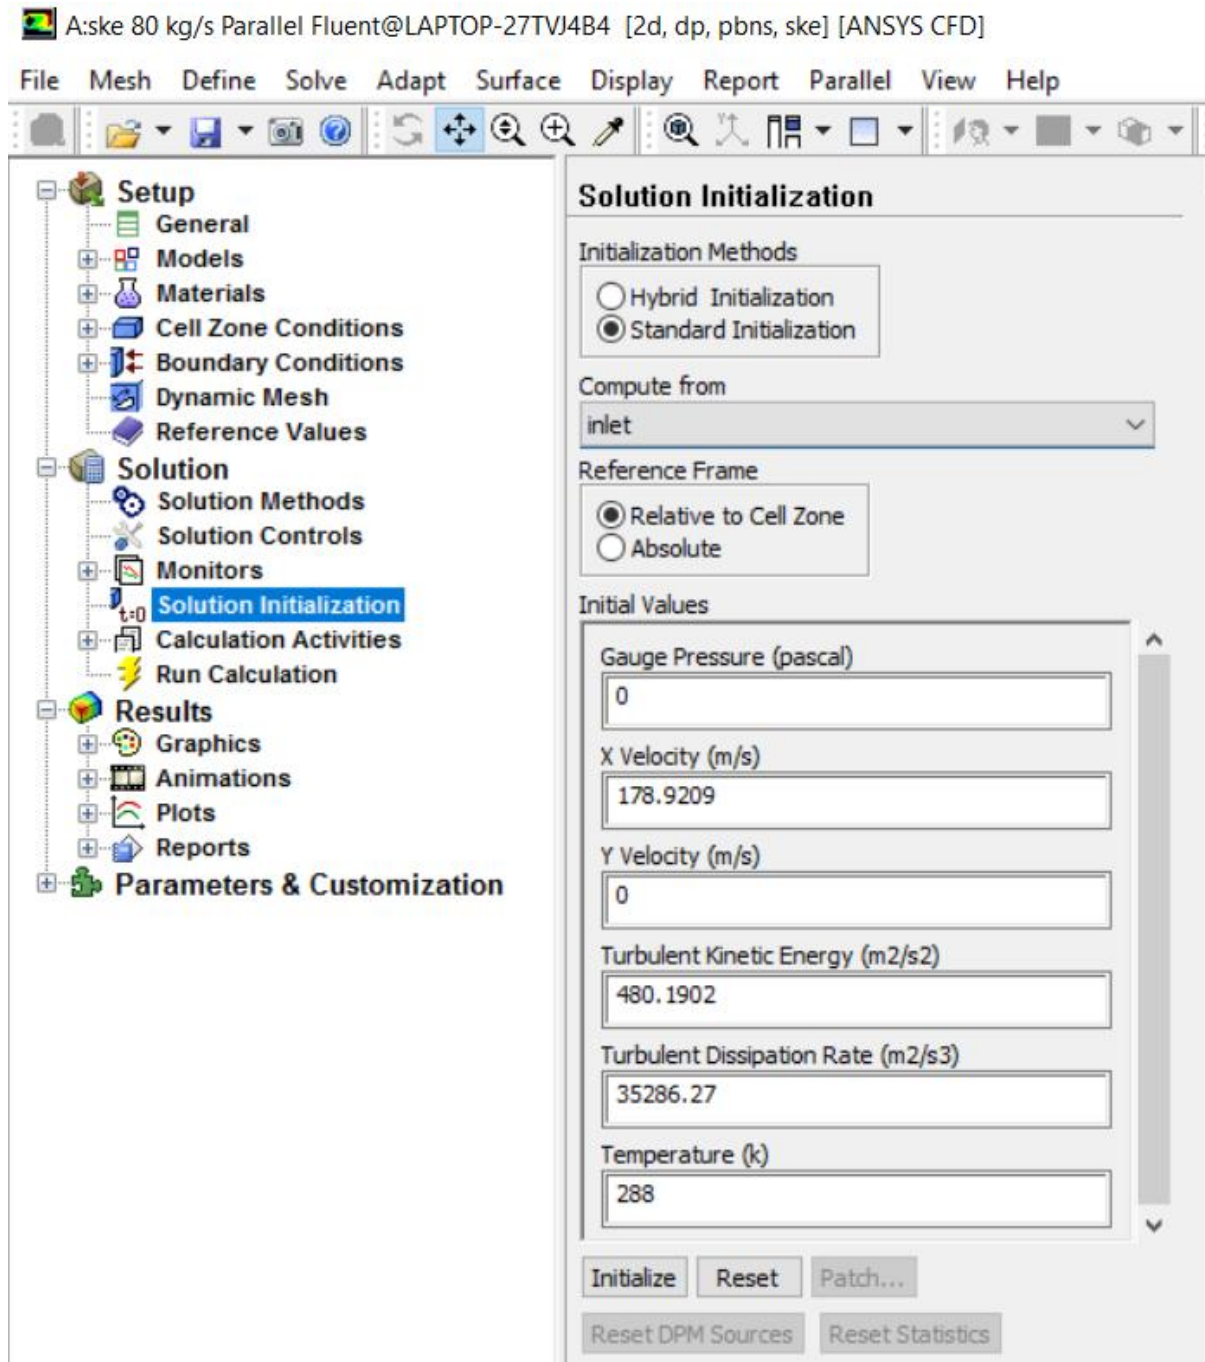 A:ske 80 kg/s Parallel Fluent@LAPTOP-27TVJ4B4 [2d, dp, pbns, ske] [ANSYS CFD]
File Mesh Define Solve Adapt Surface Display Report Parallel View Help
Setup
General
Models
Materials
Cell Zone Conditions
Boundary Conditions
Dynamic Mesh
Reference Values
Solution
Solution Methods
Solution Controls
Monitors
t=0 Solution Initialization
Calculation Activities
Run Calculation
Results
Graphics
Animations
Plots
Reports
Parameters & Customization
Solution Initialization
Initialization Methods
Hybrid Initialization
Standard Initialization
Compute from
inlet
Reference Frame
Relative to Cell Zone
Absolute
Initial Values
Gauge Pressure (pascal)
0
X Velocity (m/s)
178.9209
Y Velocity (m/s)
0
Turbulent Kinetic Energy (m2/s2)
480.1902
Turbulent Dissipation Rate (m2/s3)
35286.27
Temperature (k)
288
Initialize Reset Patch...
Reset DPM Sources Reset Statistics